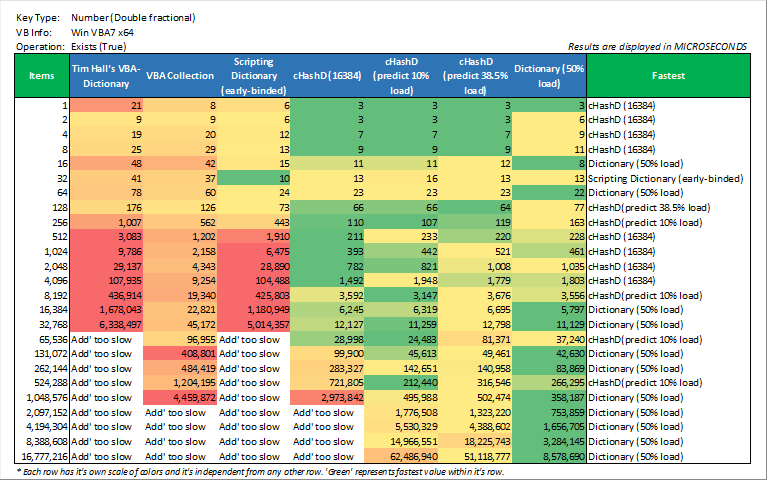 Key Type: Number (Double fractional)
VB Info: Win VBA7 x64
Operation: Exists (True)
Results are displayed in MICROSECONDS
Items Tim Hall's VBA-Dictionary VBA Collection Scripting Dictionary (early-binded) cHashD (16384) cHashD (predict 10% load) cHashD (predict 38.5% load) Dictionary (50% load) Fastest
1 21 8 6 3 3 3 3 cHashD (16384)
2 9 9 6 3 3 3 6 cHashD (16384)
4 19 20 12 7 7 7 9 cHashD (16384)
8 25 29 13 9 9 9 11 cHashD (16384)
16 48 42 15 11 11 12 8 Dictionary (50% load)
32 41 37 10 13 16 13 13 Scripting Dictionary (early-binded)
64 78 60 24 23 23 23 22 Dictionary (50% load)
128 176 126 73 66 66 64 77 cHashD(predict 38.5% load)
256 1,007 562 443 110 107 119 163 cHashD(predict 10% load)
512 3,083 1,202 1,910 211 233 220 228 cHashD (16384)
1,024 9,786 2,158 6,475 393 442 521 461 cHashD (16384)
2,048 29,137 4,343 28,890 782 821 1,008 1,035 cHashD (16384)
4,096 107,935 9,254 104,488 1,492 1,948 1,779 1,803 cHashD (16384)
8,192 436,914 19,340 425,803 3,592 3,147 3,676 3,556 cHashD(predict 10% load)
16,384 1,678,043 22,821 1,180,949 6,245 6,319 6,695 5,797 Dictionary (50% load)
32,768 6,338,497 45,172 5,014,357 12,127 11,259 12,798 11,129 Dictionary (50% load)
65,536 Add' too slow 96,955 Add' too slow 28,998 24,483 81,371 37,240 cHashD(predict 10% load)
131,072 Add' too slow 408,801 Add' too slow 99,900 45,613 49,461 42,630 Dictionary (50% load)
262,144 Add' too slow 484,419 Add' too slow 283,327 142,651 140,958 83,869 Dictionary (50% load)
524,288 Add' too slow 1,204,195 Add' too slow 721,805 212,440 316,546 266,295 cHashD(predict 10% load)
1,048,576 Add' too slow 4,459,872 Add' too slow 2,973,842 495,988 502,474 358,187 Dictionary (50% load)
2,097,152 Add' too slow Add' too slow Add' too slow Add' too slow 1,776,508 1,323,220 753,859 Dictionary (50% load)
4,194,304 Add' too slow Add' too slow Add' too slow Add' too slow 5,530,329 4,388,602 1,656,705 Dictionary (50% load)
8,388,608 Add' too slow Add' too slow Add' too slow Add' too slow 14,966,551 18,225,743 3,284,145 Dictionary (50% load)
16,777,216 Add' too slow Add' too slow Add' too slow Add' too slow 62,486,940 51,118,777 8,578,690 Dictionary (50% load)
* Each row has it's own scale of colors and it's independent from any other row. 'Green' represents fastest value within it's row.